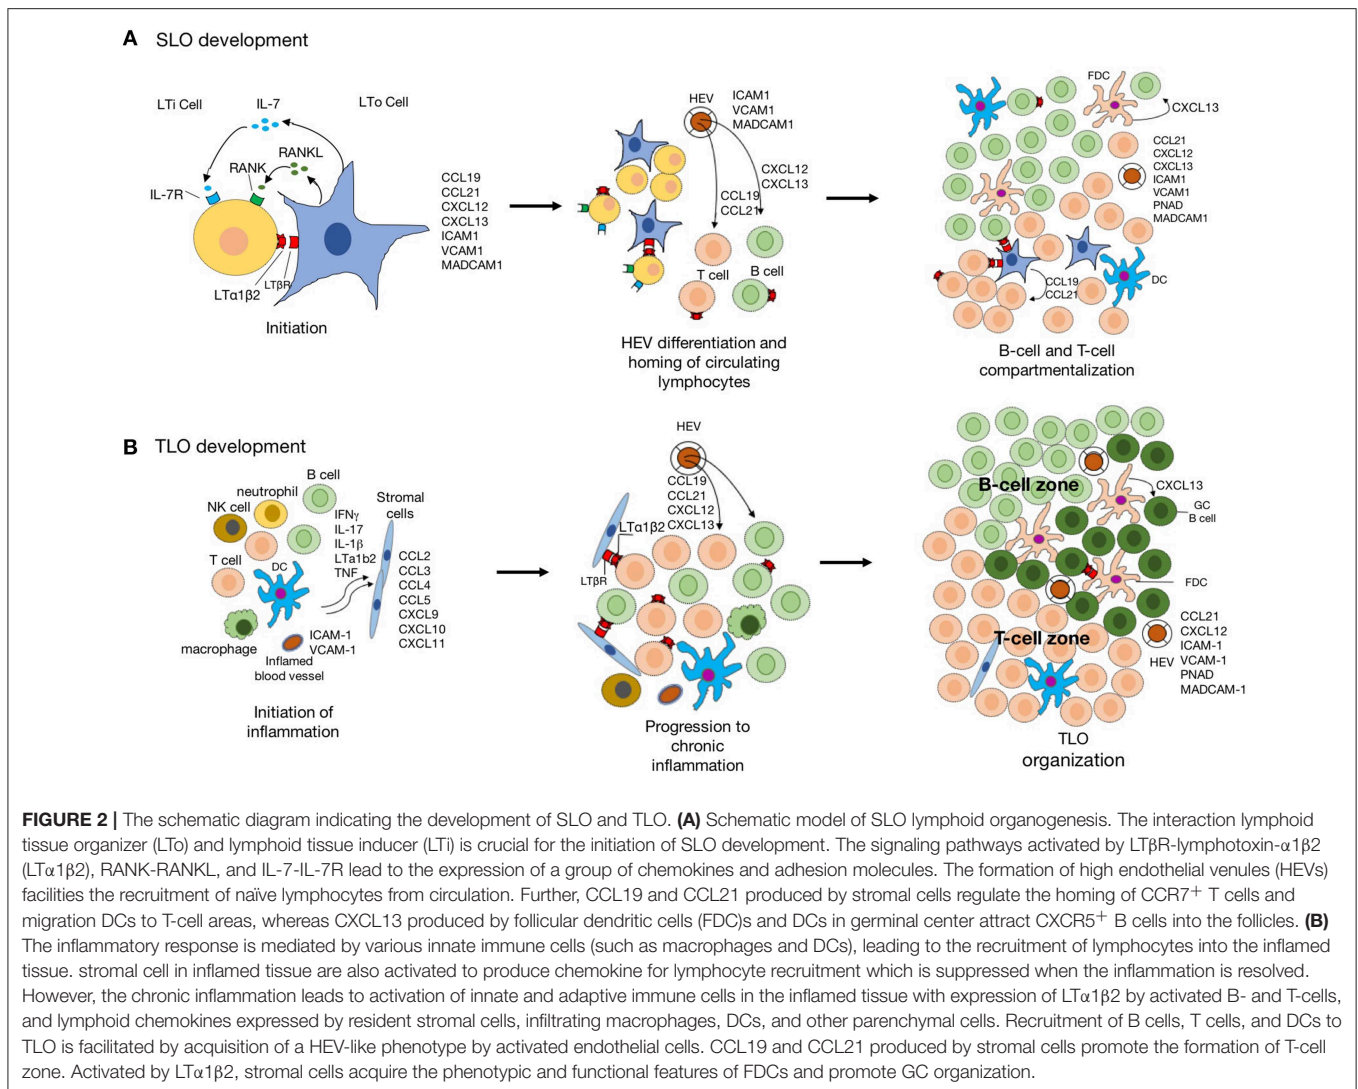 A SLO development
LTi Cell
IL-7
LTo Cell
RANK
RANKL
IL-7R
LTα1β2
LTβR
Initiation
CCL19
CCL21
CXCL12
CXCL13
ICAM1
VCAM1
MADCAM1
HEV
ICAM1
VCAM1
MADCAM1
CXCL12
CXCL13
CCL19
CCL21
T cell
B cell
HEV differentiation and
homing of circulating
lymphocytes
FDC
CXCL13
CCL21
CXCL12
CXCL13
ICAM1
VCAM1
PNAD
MADCAM1
CCL19
CCL21
DC
B-cell and T-cell
compartmentalization
B TLO development
B cell
neutrophil
NK cell
T cell
DC
macrophage
IFNγ
IL-17
IL-1β
LTa1b2
TNF
Stromal
cells
ICAM-1
VCAM-1
Inflamed
blood vessel
CCL2
CCL3
CCL4
CCL5
CXCL9
CXCL10
CXCL11
Initiation of
inflammation
HEV
CCL19
CCL21
CXCL12
CXCL13
LTα1β2
LTβR
Progression to
chronic
inflammation
B-cell zone
CXCL13
GC
B cell
FDC
T-cell zone
HEV
CCL21
CXCL12
ICAM-1
VCAM-1
PNAD
MADCAM-1
TLO
organization
FIGURE 2 | The schematic diagram indicating the development of SLO and TLO. (A) Schematic model of SLO lymphoid organogenesis. The interaction lymphoid
tissue organizer (LTo) and lymphoid tissue inducer (LTi) is crucial for the initiation of SLO development. The signaling pathways activated by LTβR-lymphotoxin-α1β2
(LTα1β2), RANK-RANKL, and IL-7-IL-7R lead to the expression of a group of chemokines and adhesion molecules. The formation of high endothelial venules (HEVs)
facilities the recruitment of naïve lymphocytes from circulation. Further, CCL19 and CCL21 produced by stromal cells regulate the homing of CCR7+ T cells and
migration DCs to T-cell areas, whereas CXCL13 produced by follicular dendritic cells (FDC)s and DCs in germinal center attract CXCR5+ B cells into the follicles. (B)
The inflammatory response is mediated by various innate immune cells (such as macrophages and DCs), leading to the recruitment of lymphocytes into the inflamed
tissue. stromal cell in inflamed tissue are also activated to produce chemokine for lymphocyte recruitment which is suppressed when the inflammation is resolved.
However, the chronic inflammation leads to activation of innate and adaptive immune cells in the inflamed tissue with expression of LTα1β2 by activated B- and T-cells,
and lymphoid chemokines expressed by resident stromal cells, infiltrating macrophages, DCs, and other parenchymal cells. Recruitment of B cells, T cells, and DCs to
TLO is facilitated by acquisition of a HEV-like phenotype by activated endothelial cells. CCL19 and CCL21 produced by stromal cells promote the formation of T-cell
zone. Activated by LTα1β2, stromal cells acquire the phenotypic and functional features of FDCs and promote GC organization.